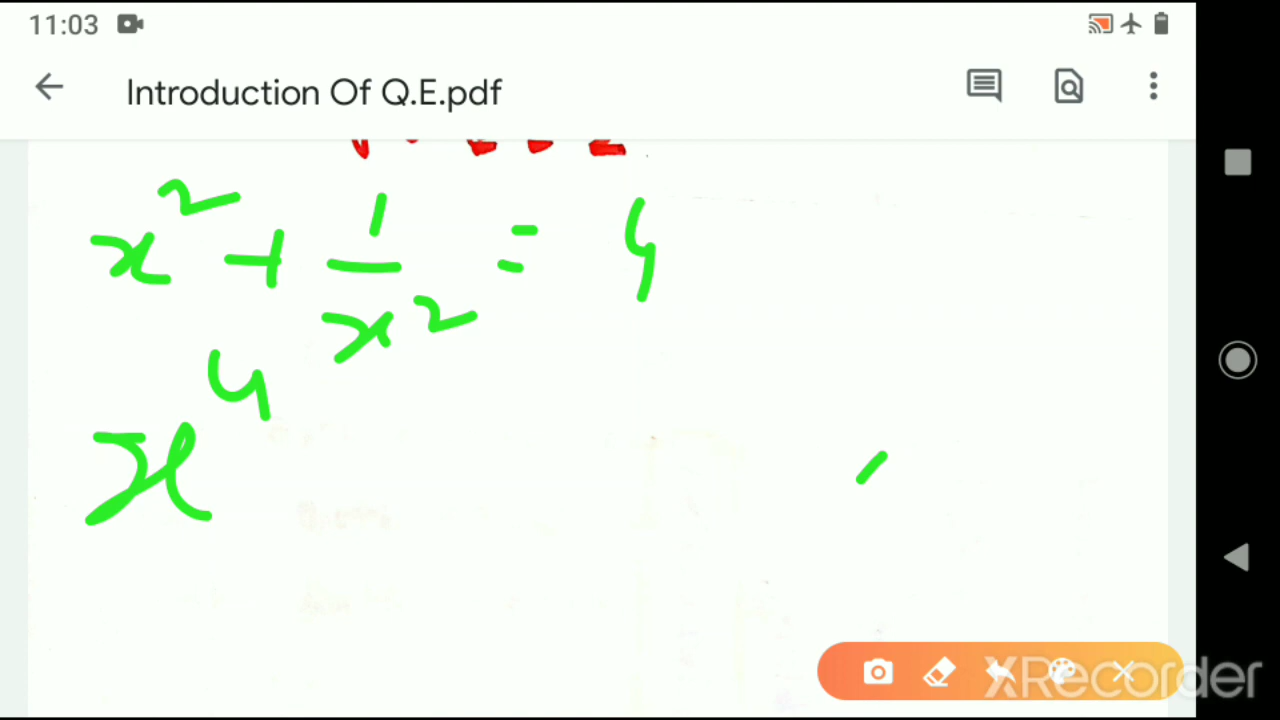 11:03
Introduction Of Q.E.pdf
x² + 1/x² = 4
x⁴
XRecorder